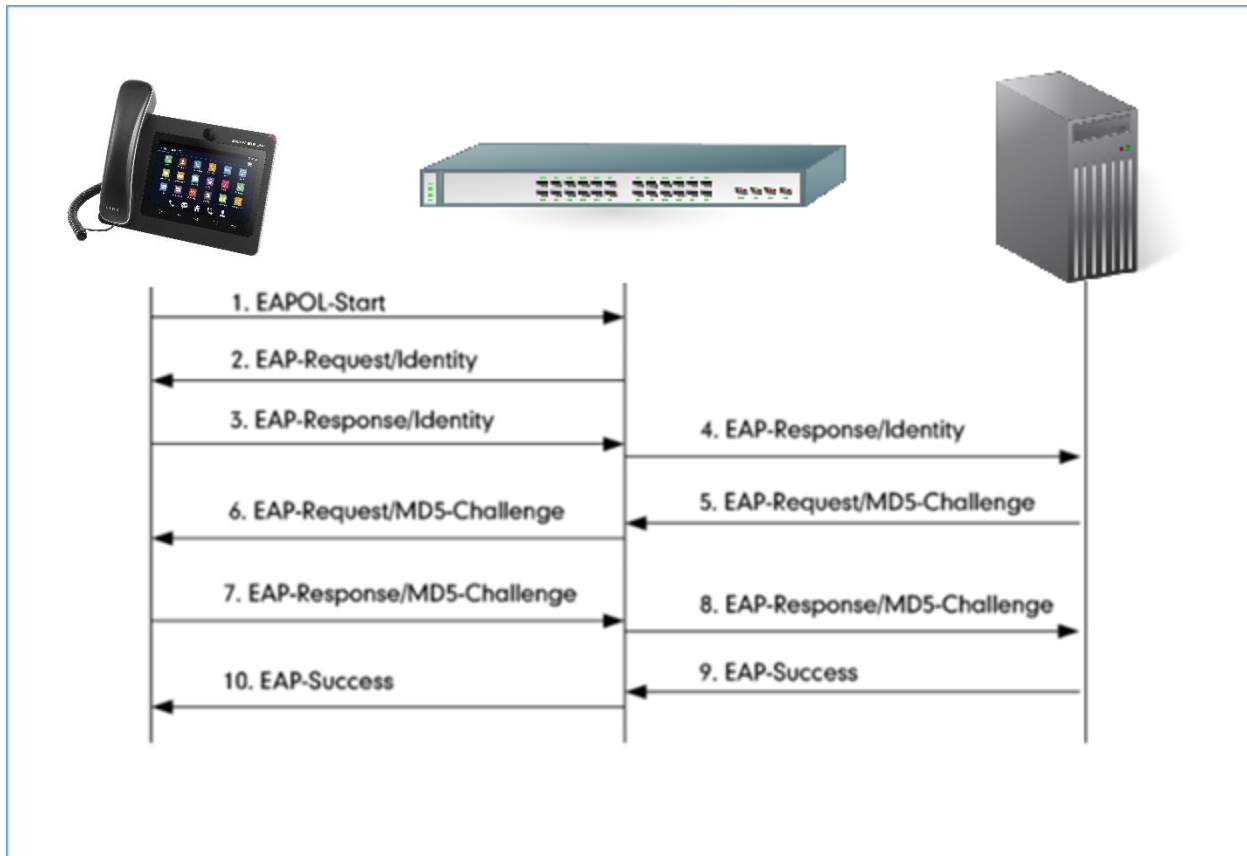 1. EAPOL-Start
2. EAP-Request/Identity
3. EAP-Response/Identity
4. EAP-Response/Identity
5. EAP-Request/MD5-Challenge
6. EAP-Request/MD5-Challenge
7. EAP-Response/MD5-Challenge
8. EAP-Response/MD5-Challenge
9. EAP-Success
10. EAP-Success